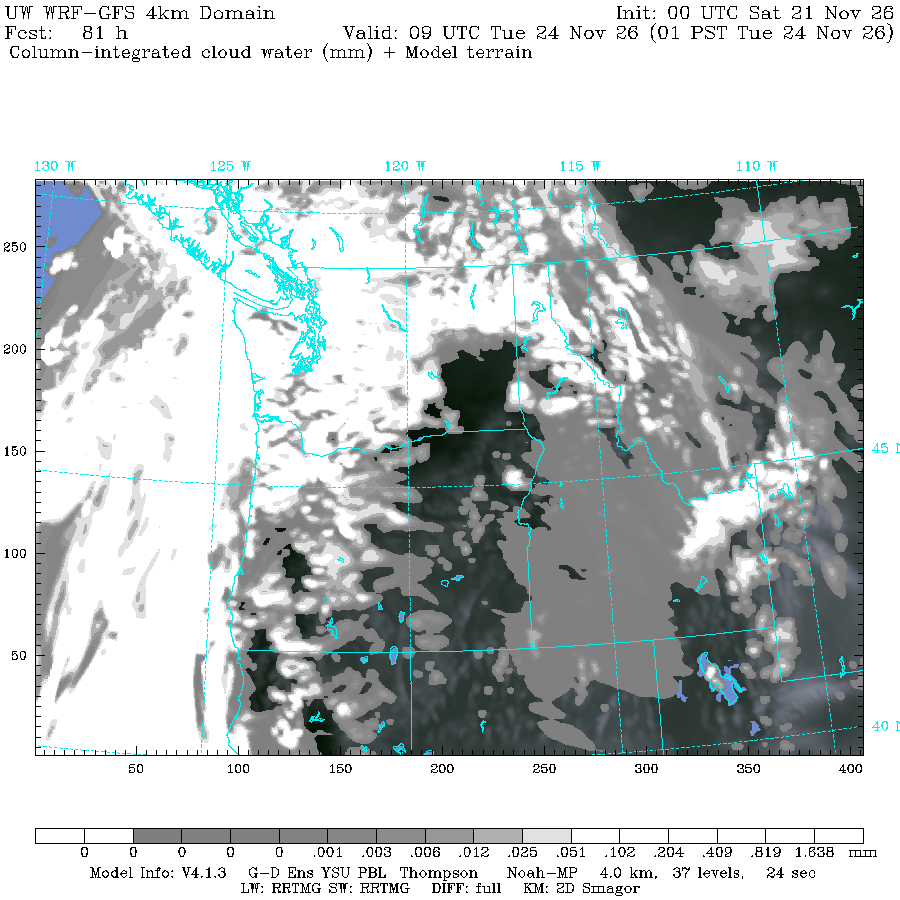 UW WRF-GFS 4km Domain Init: 00 UTC Sat 21 Nov 26
Fcst: 81 h Valid: 09 UTC Tue 24 Nov 26 (01 PST Tue 24 Nov 26)
Column-integrated cloud water (mm) + Model terrain
130 W 125 W 120 W 115 W 110 W
250
200
150
45 N
100
50
40 N
50 100 150 200 250 300 350 400
0 0 0 0 .001 .003 .006 .012 .025 .051 .102 .204 .409 .819 1.638 mm
Model Info: V4.1.3 G-D Ens YSU PBL Thompson Noah-MP 4.0 km, 37 levels, 24 sec
LW: RRTMG SW: RRTMG DIFF: full KM: 2D Smagor